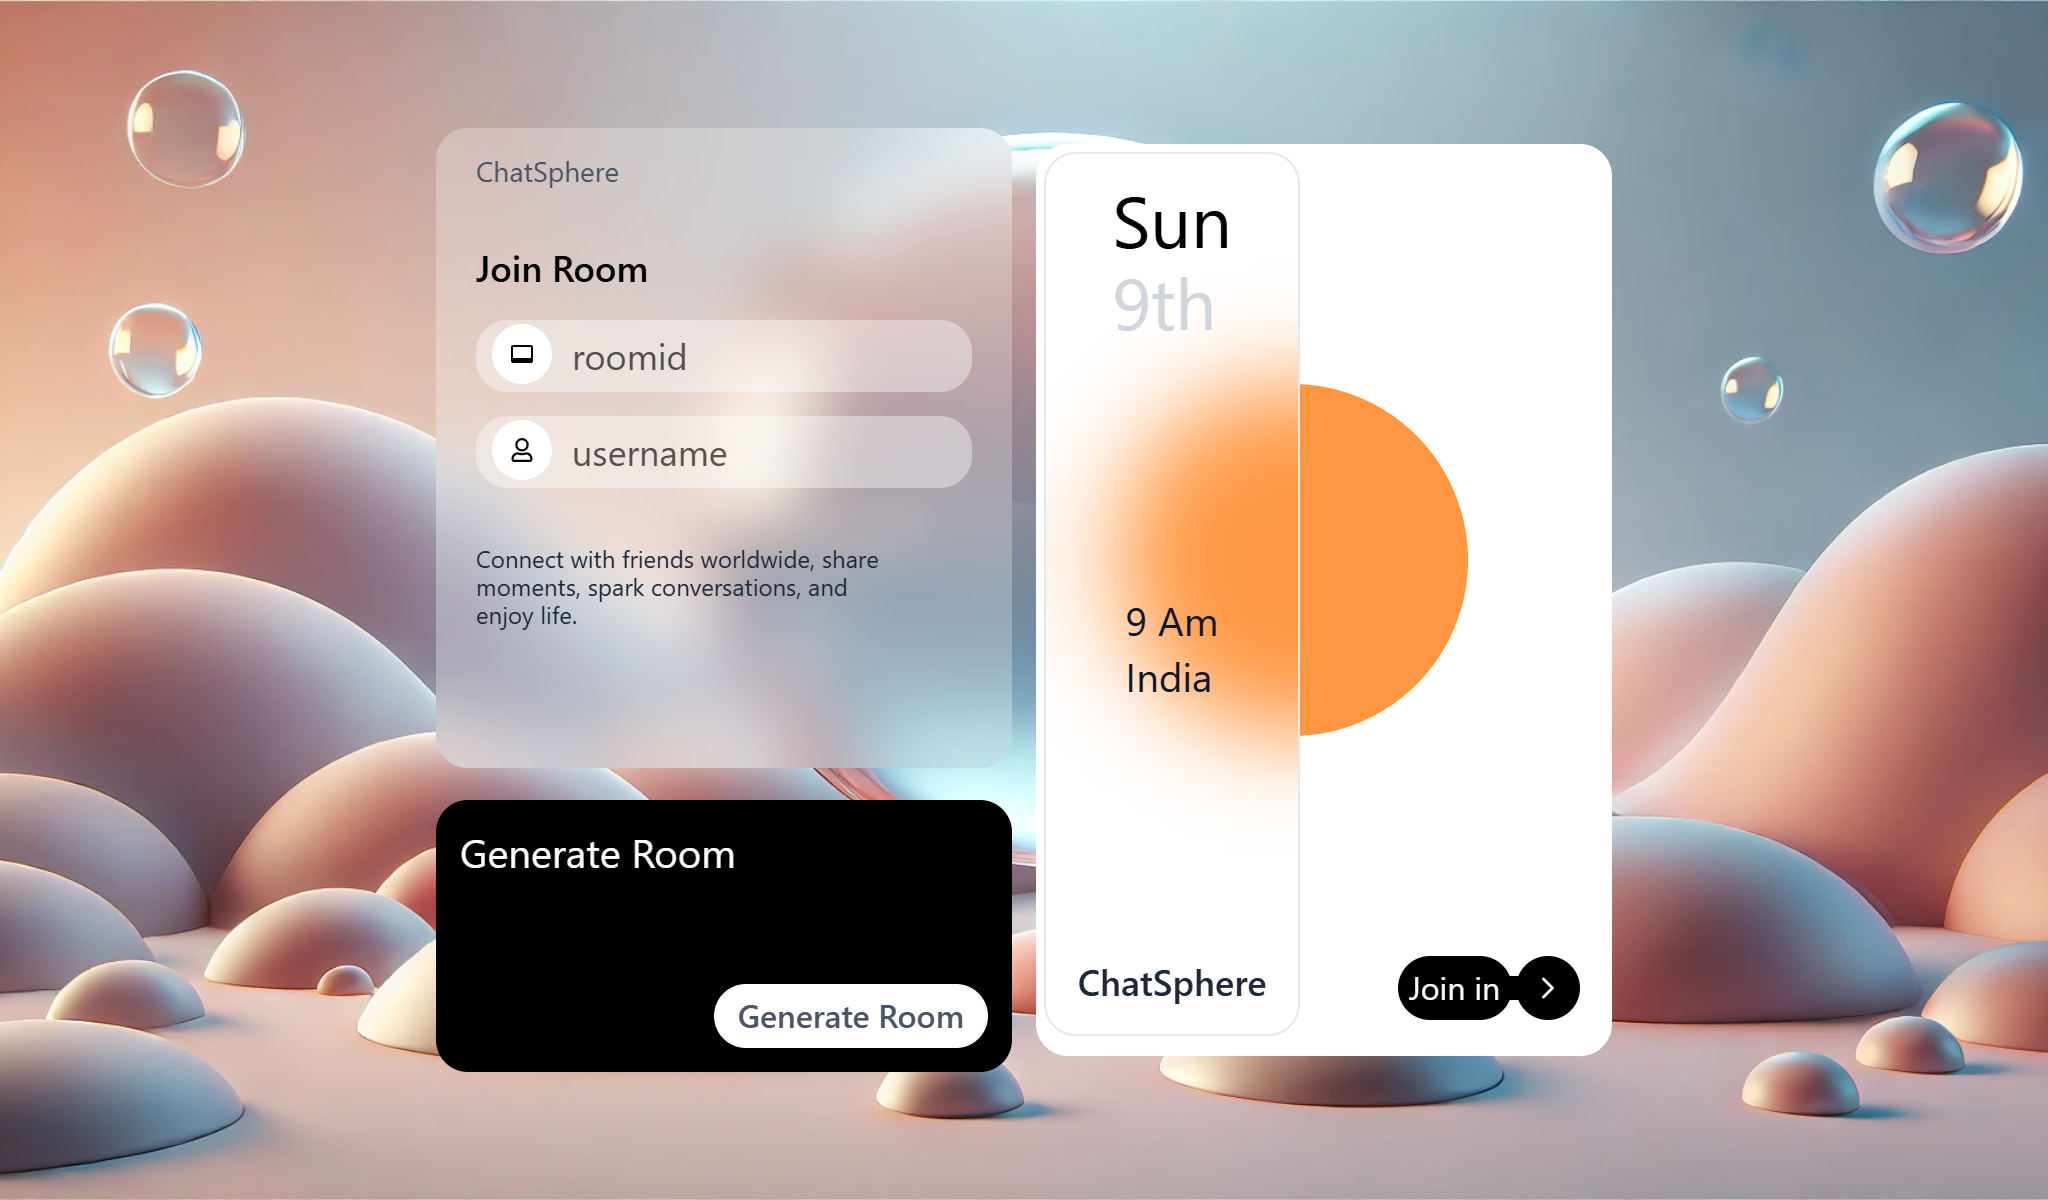 ChatSphere
Join Room
roomid
username
Connect with friends worldwide, share
moments, spark conversations, and
enjoy life.
Generate Room
Generate Room
Sun
9th
9 Am
India
ChatSphere
Join in